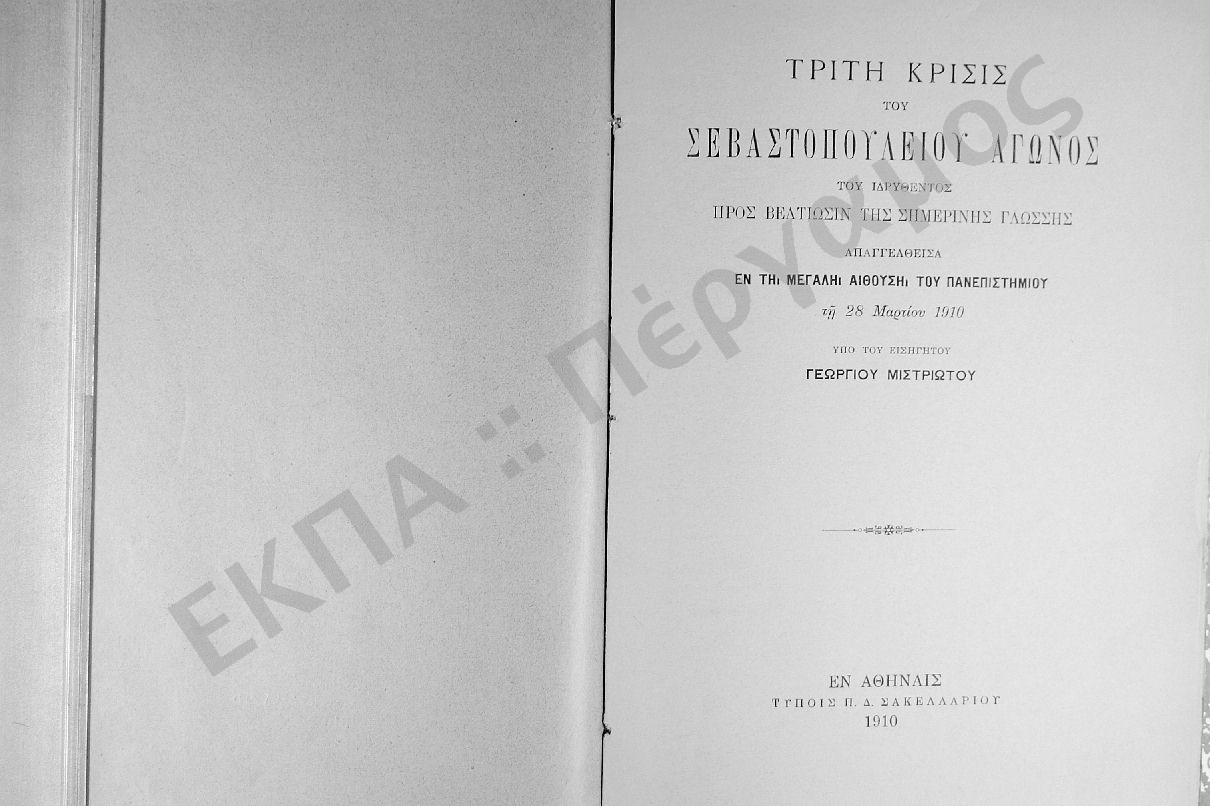 ΤΡΙΤΗ ΚΡΙΣΙΣ
ΤΟΥ
ΣΕΒΑΣΤΟΠΟΥΛΕΙΟΥ ΑΓΩΝΟΣ
ΤΟΥ ΙΔΡΥΘΕΝΤΟΣ
ΠΡΟΣ ΒΕΛΤΙΩΣΙΝ ΤΗΣ ΣΗΜΕΡΙΝΗΣ ΓΛΩΣΣΗΣ
ΑΠΑΓΓΕΛΘΕΙΣΑ
ΕΝ ΤΗι ΜΕΓΑΛΗι ΑΙΘΟΥΣΗι ΤΟΥ ΠΑΝΕΠΙΣΤΗΜΙΟΥ
τῇ 28 Μαρτίου 1910
ΥΠΟ ΤΟΥ ΕΙΣΗΓΗΤΟΥ
ΓΕΩΡΓΙΟΥ ΜΙΣΤΡΙΩΤΟΥ
ΕΝ ΑΘΗΝΑΙΣ
ΤΥΠΟΙΣ Π. Δ. ΣΑΚΕΛΛΑΡΙΟΥ
1910
ΕΚΠΑ :: Πέργαμος